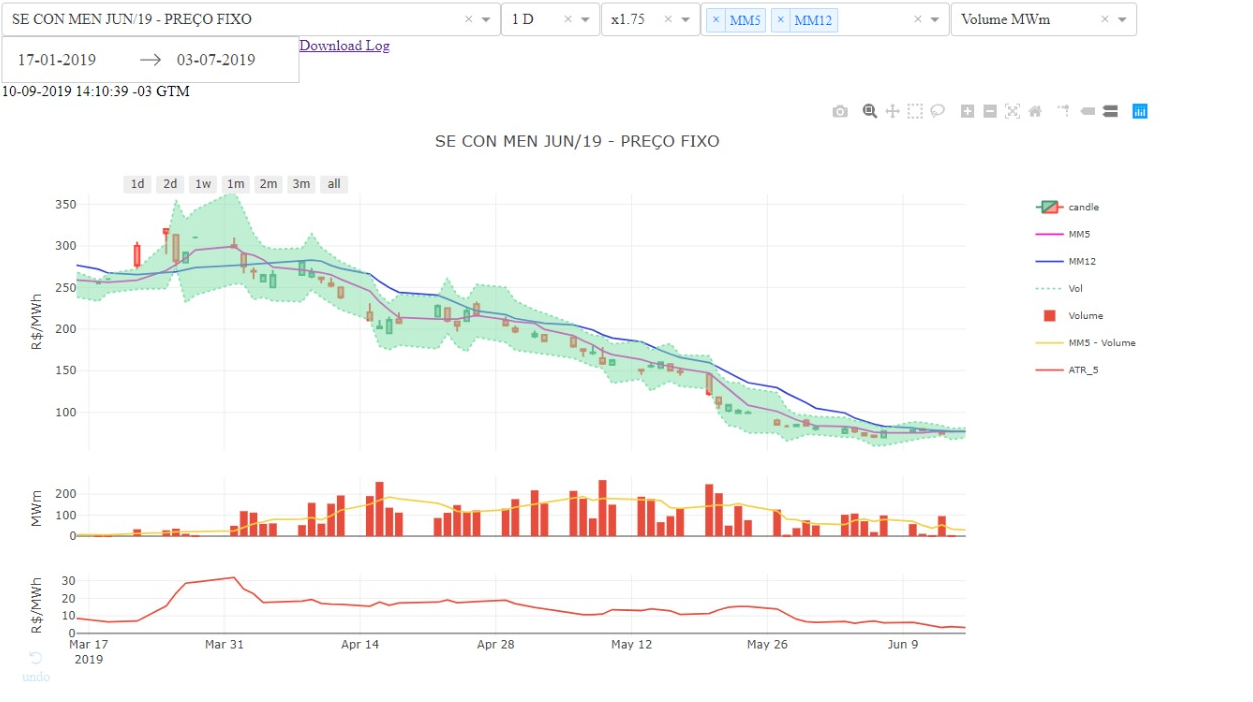 SE CON MEN JUN/19 - PREÇO FIXO × 1 D × x1.75 × × MM5 × MM12 × Volume MWm ×
17-01-2019 → 03-07-2019 Download Log
10-09-2019 14:10:39 -03 GTM
SE CON MEN JUN/19 - PREÇO FIXO
1d 2d 1w 1m 2m 3m all
350
300
250
200
150
100
R$/MWh
candle
MM5
MM12
Vol
Volume
MM5 - Volume
ATR_5
200
100
0
MWm
30
20
10
0
R$/MWh
Mar 17 Mar 31 Apr 14 Apr 28 May 12 May 26 Jun 9
2019
undo